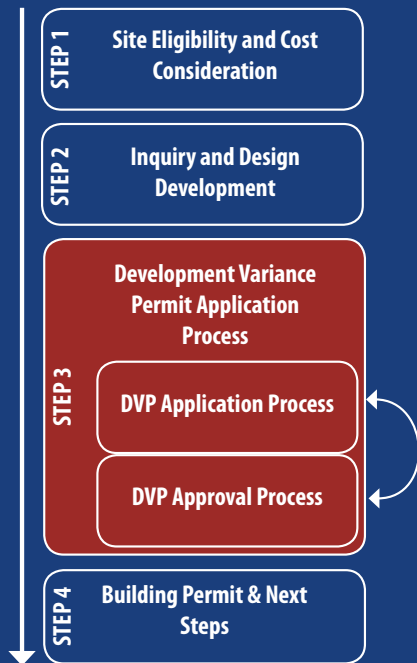 STEP 1
Site Eligibility and Cost
Consideration
STEP 2
Inquiry and Design
Development
STEP 3
Development Variance
Permit Application
Process
DVP Application Process
DVP Approval Process
STEP 4
Building Permit & Next
Steps